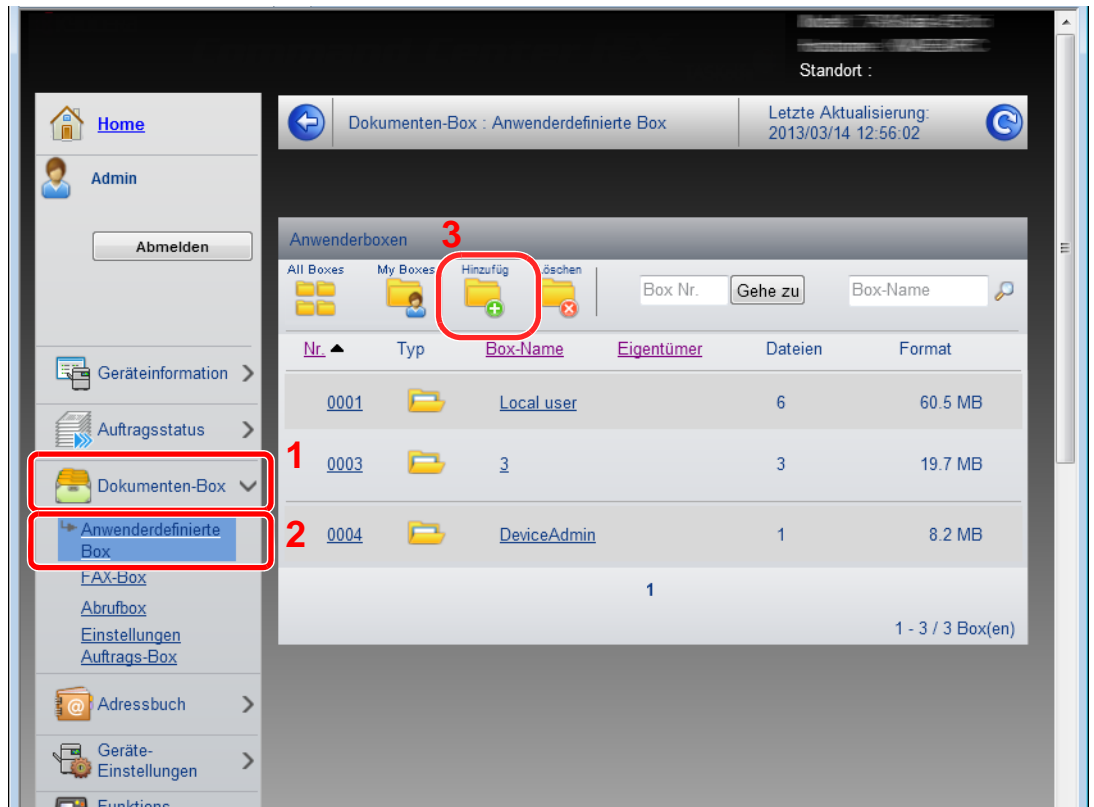 Standort :
Home
Dokumenten-Box : Anwenderdefinierte Box
Letzte Aktualisierung:
2013/03/14 12:56:02
Admin
Abmelden
Anwenderboxen
3
All Boxes
My Boxes
Hinzufüg
Löschen
Box Nr.
Gehe zu
Box-Name
Nr.
Typ
Box-Name
Eigentümer
Dateien
Format
0001
Local user
6
60.5 MB
0003
3
3
19.7 MB
0004
DeviceAdmin
1
8.2 MB
1
1 - 3 / 3 Box(en)
Geräteinformation
Auftragsstatus
1
Dokumenten-Box
2
Anwenderdefinierte
Box
FAX-Box
Abrufbox
Einstellungen
Auftrags-Box
Adressbuch
Geräte-
Einstellungen
Funktions